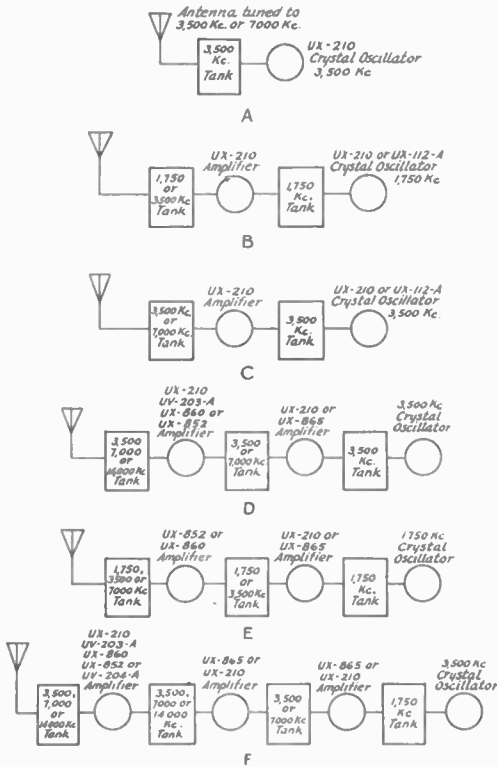 Antenna tuned to
3,500 Kc. or 7000 Kc.
3,500
Kc.
Tank
UX-210
Crystal Oscillator
3,500 Kc
A
UX-210
Amplifier
UX-210 or UX-112-A
Crystal Oscillator
1,750 Kc
1,750
or
3500 Kc
Tank
1,750
Kc.
Tank
B
UX-210
Amplifier
UX-210 or UX-112-A
Crystal Oscillator
3,500 Kc.
3,500 Kc.
or
7,000 Kc.
Tank
3,500
Kc.
Tank
C
UX-210
UV-203-A
UX-860 or
UX-852
Amplifier
UX-210 or
UX-865
Amplifier
3,500 Kc
Crystal
Oscillator
3,500
7,000
or
14,000 Kc
Tank
3,500
or
7,000 Kc
Tank
3,500
Kc.
Tank
D
UX-852 or
UX-860
Amplifier
UX-210 or
UX-865
Amplifier
1750 Kc
Crystal
Oscillator
1,750,
3500 or
7000 Kc
Tank
1,750
or
3,500 Kc
Tank
1,750
Kc.
Tank
E
UX-210
UV-203-A
UX-860
UX-852 or
UV-204-A
Amplifier
UX-865 or
UX-210
Amplifier
UX-865 or
UX-210
Amplifier
3,500 Kc
Crystal
Oscillator
3,500,
7,000
or
14000 Kc
Tank
3,500,
7000 or
14 000
Kc.
Tank
3,500
or
7000 Kc
Tank
1,750
Kc
Tank
F